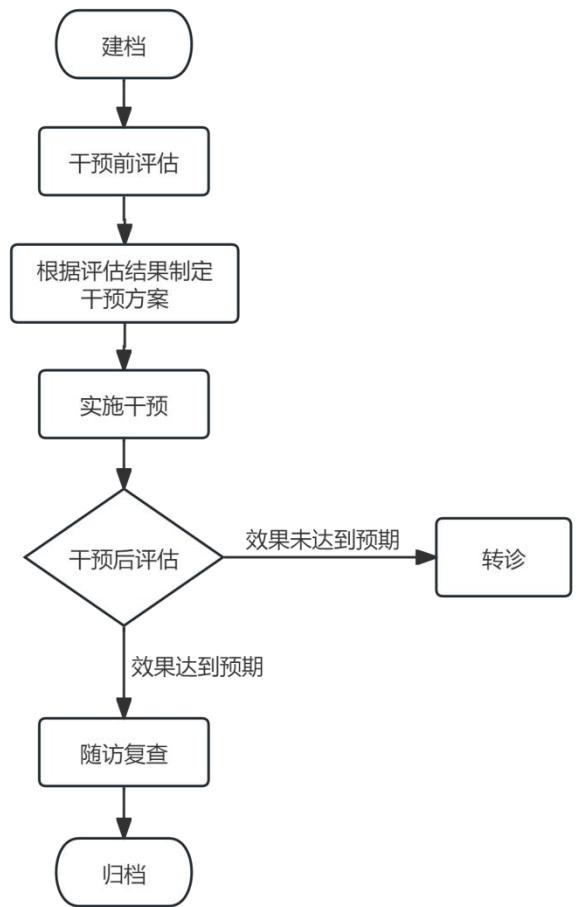 建档
干预前评估
根据评估结果制定
干预方案
实施干预
干预后评估
效果未达到预期
转诊
效果达到预期
随访复查
归档